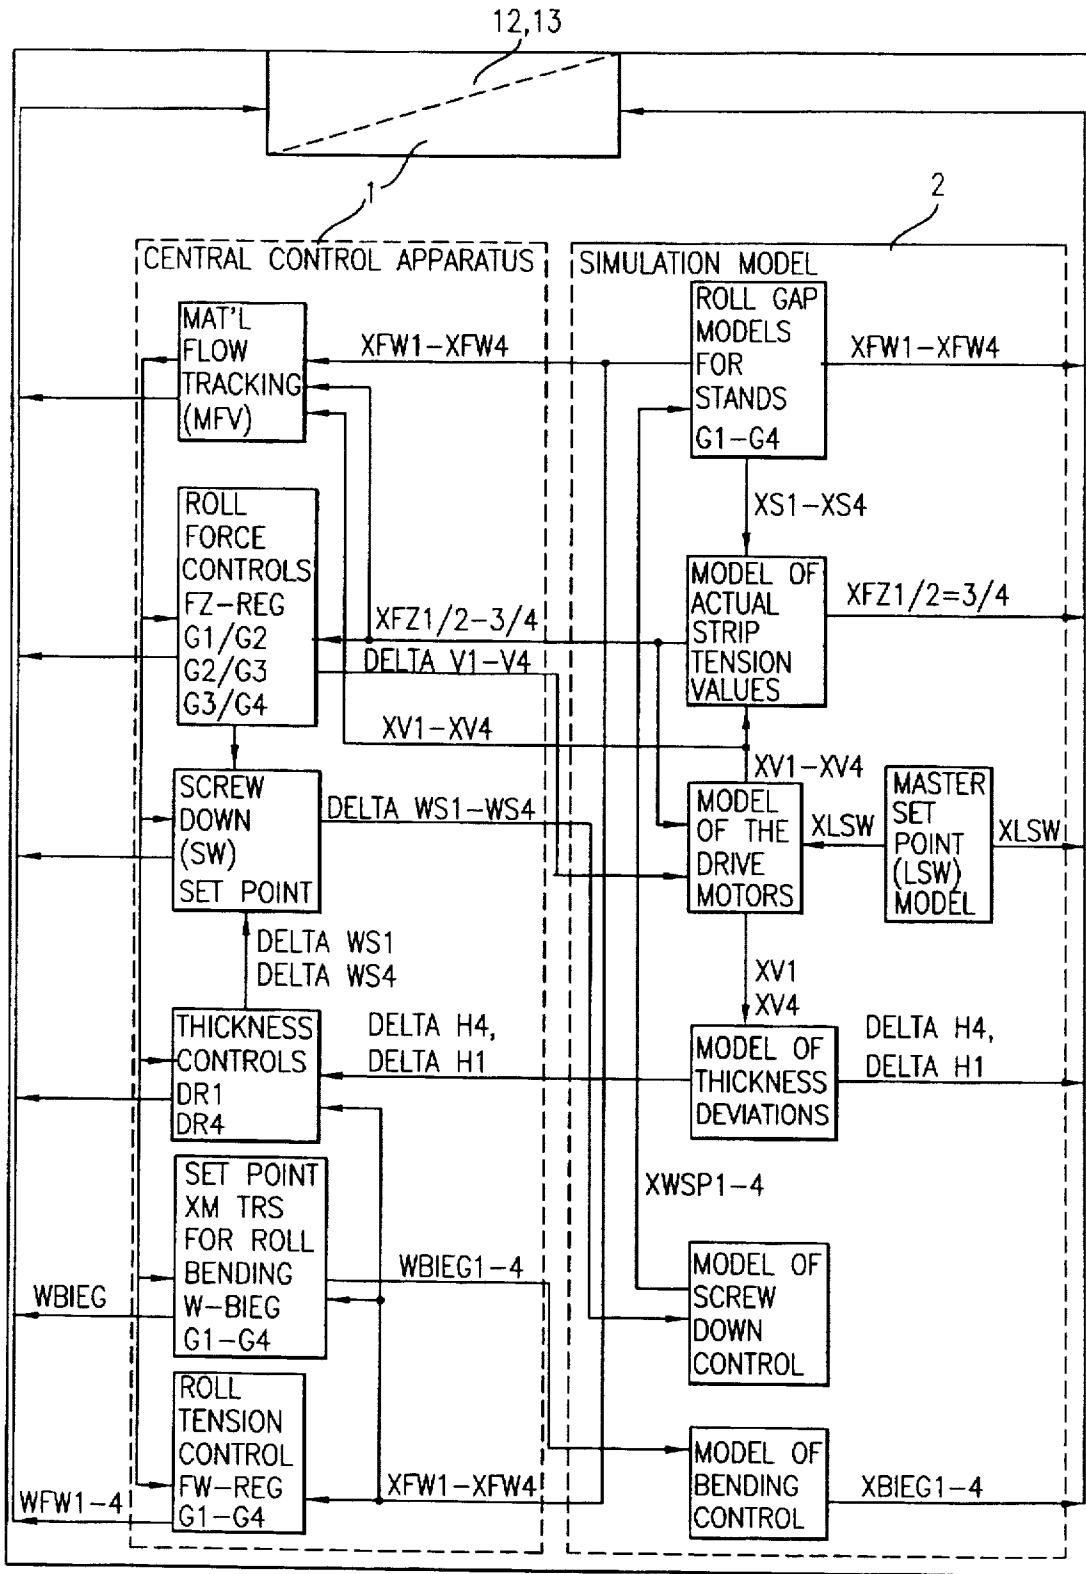 12,13
1
1
2
CENTRAL CONTROL APPARATUS
MAT'L
FLOW
TRACKING
(MFV)
ROLL
FORCE
CONTROLS
FZ-REG
G1/G2
G2/G3
G3/G4
SCREW
DOWN
(SW)
SET POINT
DELTA WS1
DELTA WS4
THICKNESS
CONTROLS
DR1
DR4
SET POINT
XM TRS
FOR ROLL
BENDING
W-BIEG
G1-G4
ROLL
TENSION
CONTROL
FW-REG
G1-G4
WBIEG
WFW1-4
XFW1-XFW4
XFZ1/2-3/4
DELTA V1-V4
XV1-XV4
DELTA WS1-WS4
DELTA H4,
DELTA H1
WBIEG1-4
XFW1-XFW4
SIMULATION MODEL
ROLL GAP
MODELS
FOR
STANDS
G1-G4
XFW1-XFW4
XS1-XS4
MODEL OF
ACTUAL
STRIP
TENSION
VALUES
XFZ1/2=3/4
XV1-XV4
MODEL
OF THE
DRIVE
MOTORS
XLSW
MASTER
SET
POINT
(LSW)
MODEL
XLSW
XV1
XV4
MODEL OF
THICKNESS
DEVIATIONS
DELTA H4,
DELTA H1
XWSP1-4
MODEL OF
SCREW
DOWN
CONTROL
MODEL OF
BENDING
CONTROL
XBIEG1-4